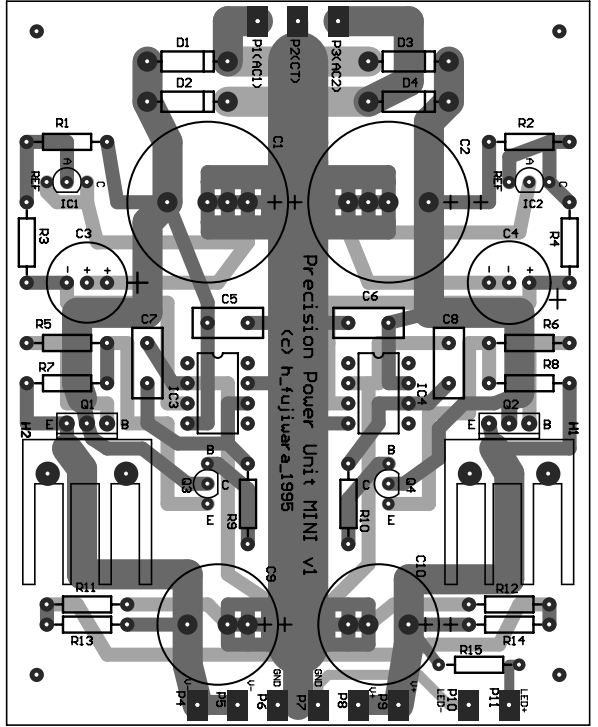 P1(AC1)
P2(CT)
P3(AC2)
D1
D3
D2
D4
R1
C1
C2
R2
A
REF
C
IC1
A
REF
C
IC2
R3
C3
- + +
C4
- - +
R4
C5
C6
R5
C7
C8
R6
R7
IC3
IC4
R8
Precision Power Unit MINI v1
(c) h_fujiwara_1995
Q1
E
B
Q2
E
B
H2
H1
B
Q3
C
E
B
Q4
C
E
R9
R10
C9
C10
R11
R12
R13
R14
R15
V-
V-
GND
GND
V+
V+
LED-
LED+
P4
P5
P6
P7
P8
P9
P10
P11